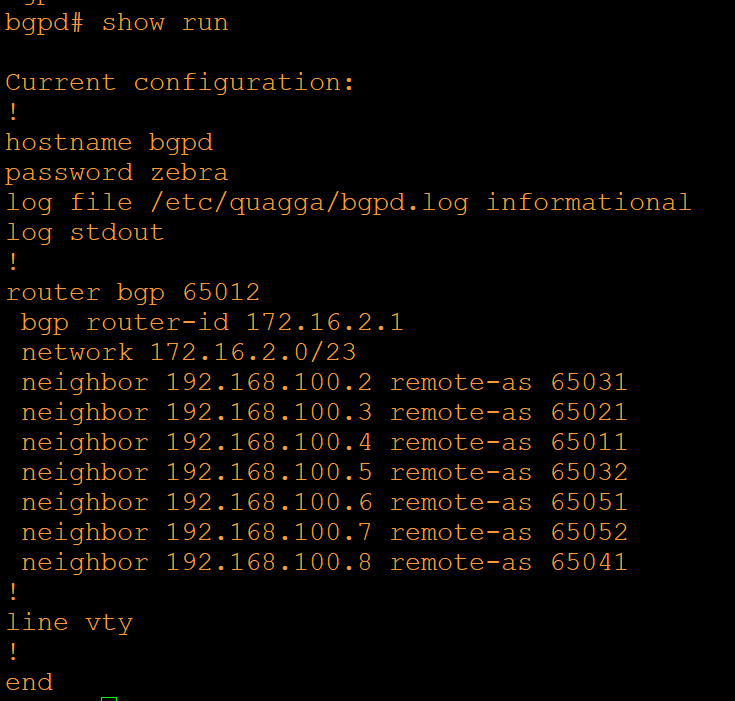 bgpd# show run
Current configuration:
!
hostname bgpd
password zebra
log file /etc/quagga/bgpd.log informational
log stdout
!
router bgp 65012
 bgp router-id 172.16.2.1
 network 172.16.2.0/23
 neighbor 192.168.100.2 remote-as 65031
 neighbor 192.168.100.3 remote-as 65021
 neighbor 192.168.100.4 remote-as 65011
 neighbor 192.168.100.5 remote-as 65032
 neighbor 192.168.100.6 remote-as 65051
 neighbor 192.168.100.7 remote-as 65052
 neighbor 192.168.100.8 remote-as 65041
!
line vty
!
end